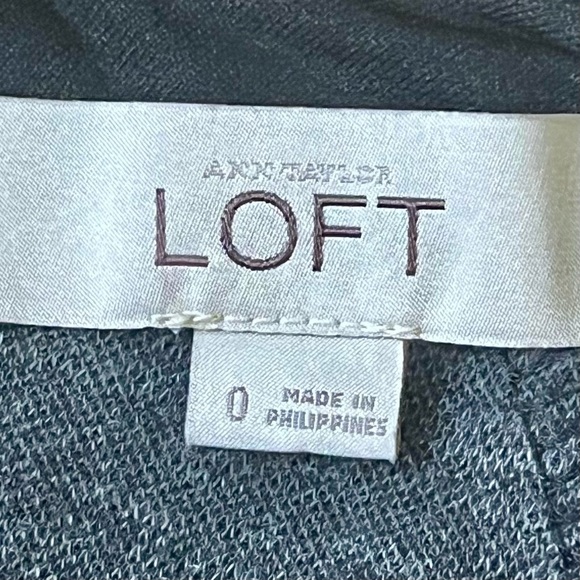 ANN TAYLOR
LOFT
0
MADE IN
PHILIPPINES